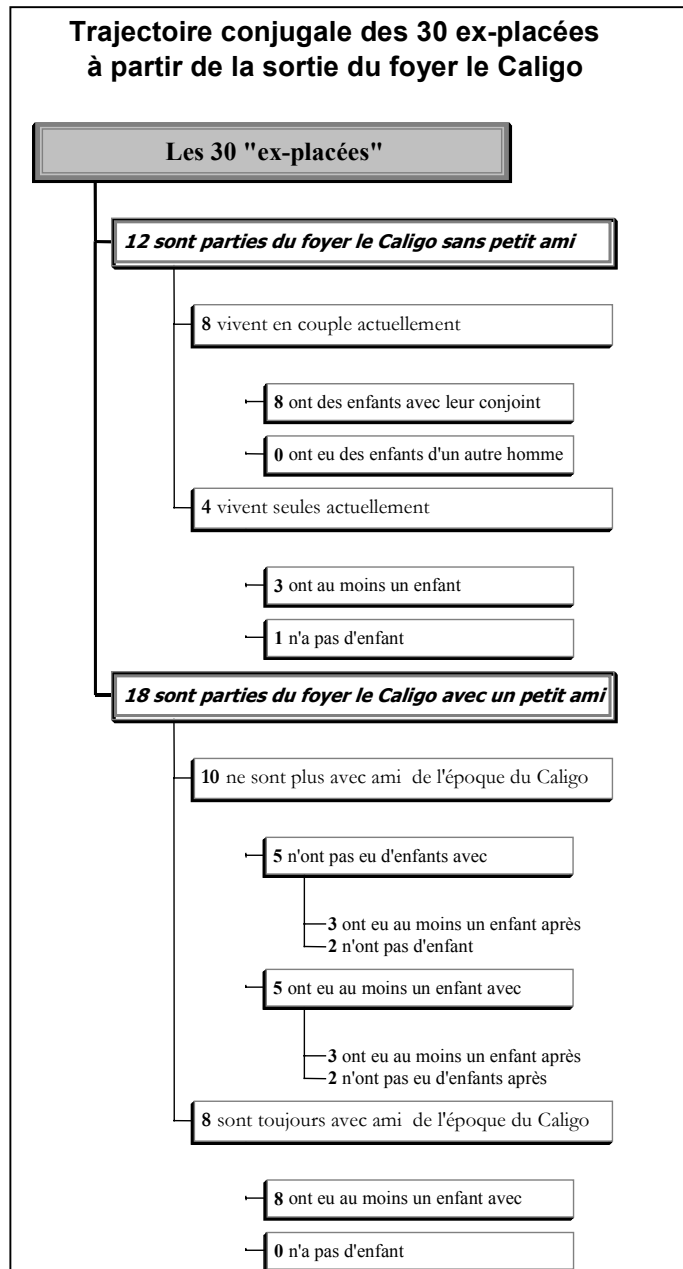 Trajectoire conjugale des 30 ex-placées
à partir de la sortie du foyer le Caligo
Les 30 "ex-placées"
12 sont parties du foyer le Caligo sans petit ami
8 vivent en couple actuellement
8 ont des enfants avec leur conjoint
0 ont eu des enfants d'un autre homme
4 vivent seules actuellement
3 ont au moins un enfant
1 n'a pas d'enfant
18 sont parties du foyer le Caligo avec un petit ami
10 ne sont plus avec ami de l'époque du Caligo
5 n'ont pas eu d'enfants avec
3 ont eu au moins un enfant après
2 n'ont pas d'enfant
5 ont eu au moins un enfant avec
3 ont eu au moins un enfant après
2 n'ont pas eu d'enfants après
8 sont toujours avec ami de l'époque du Caligo
8 ont eu au moins un enfant avec
0 n'a pas d'enfant